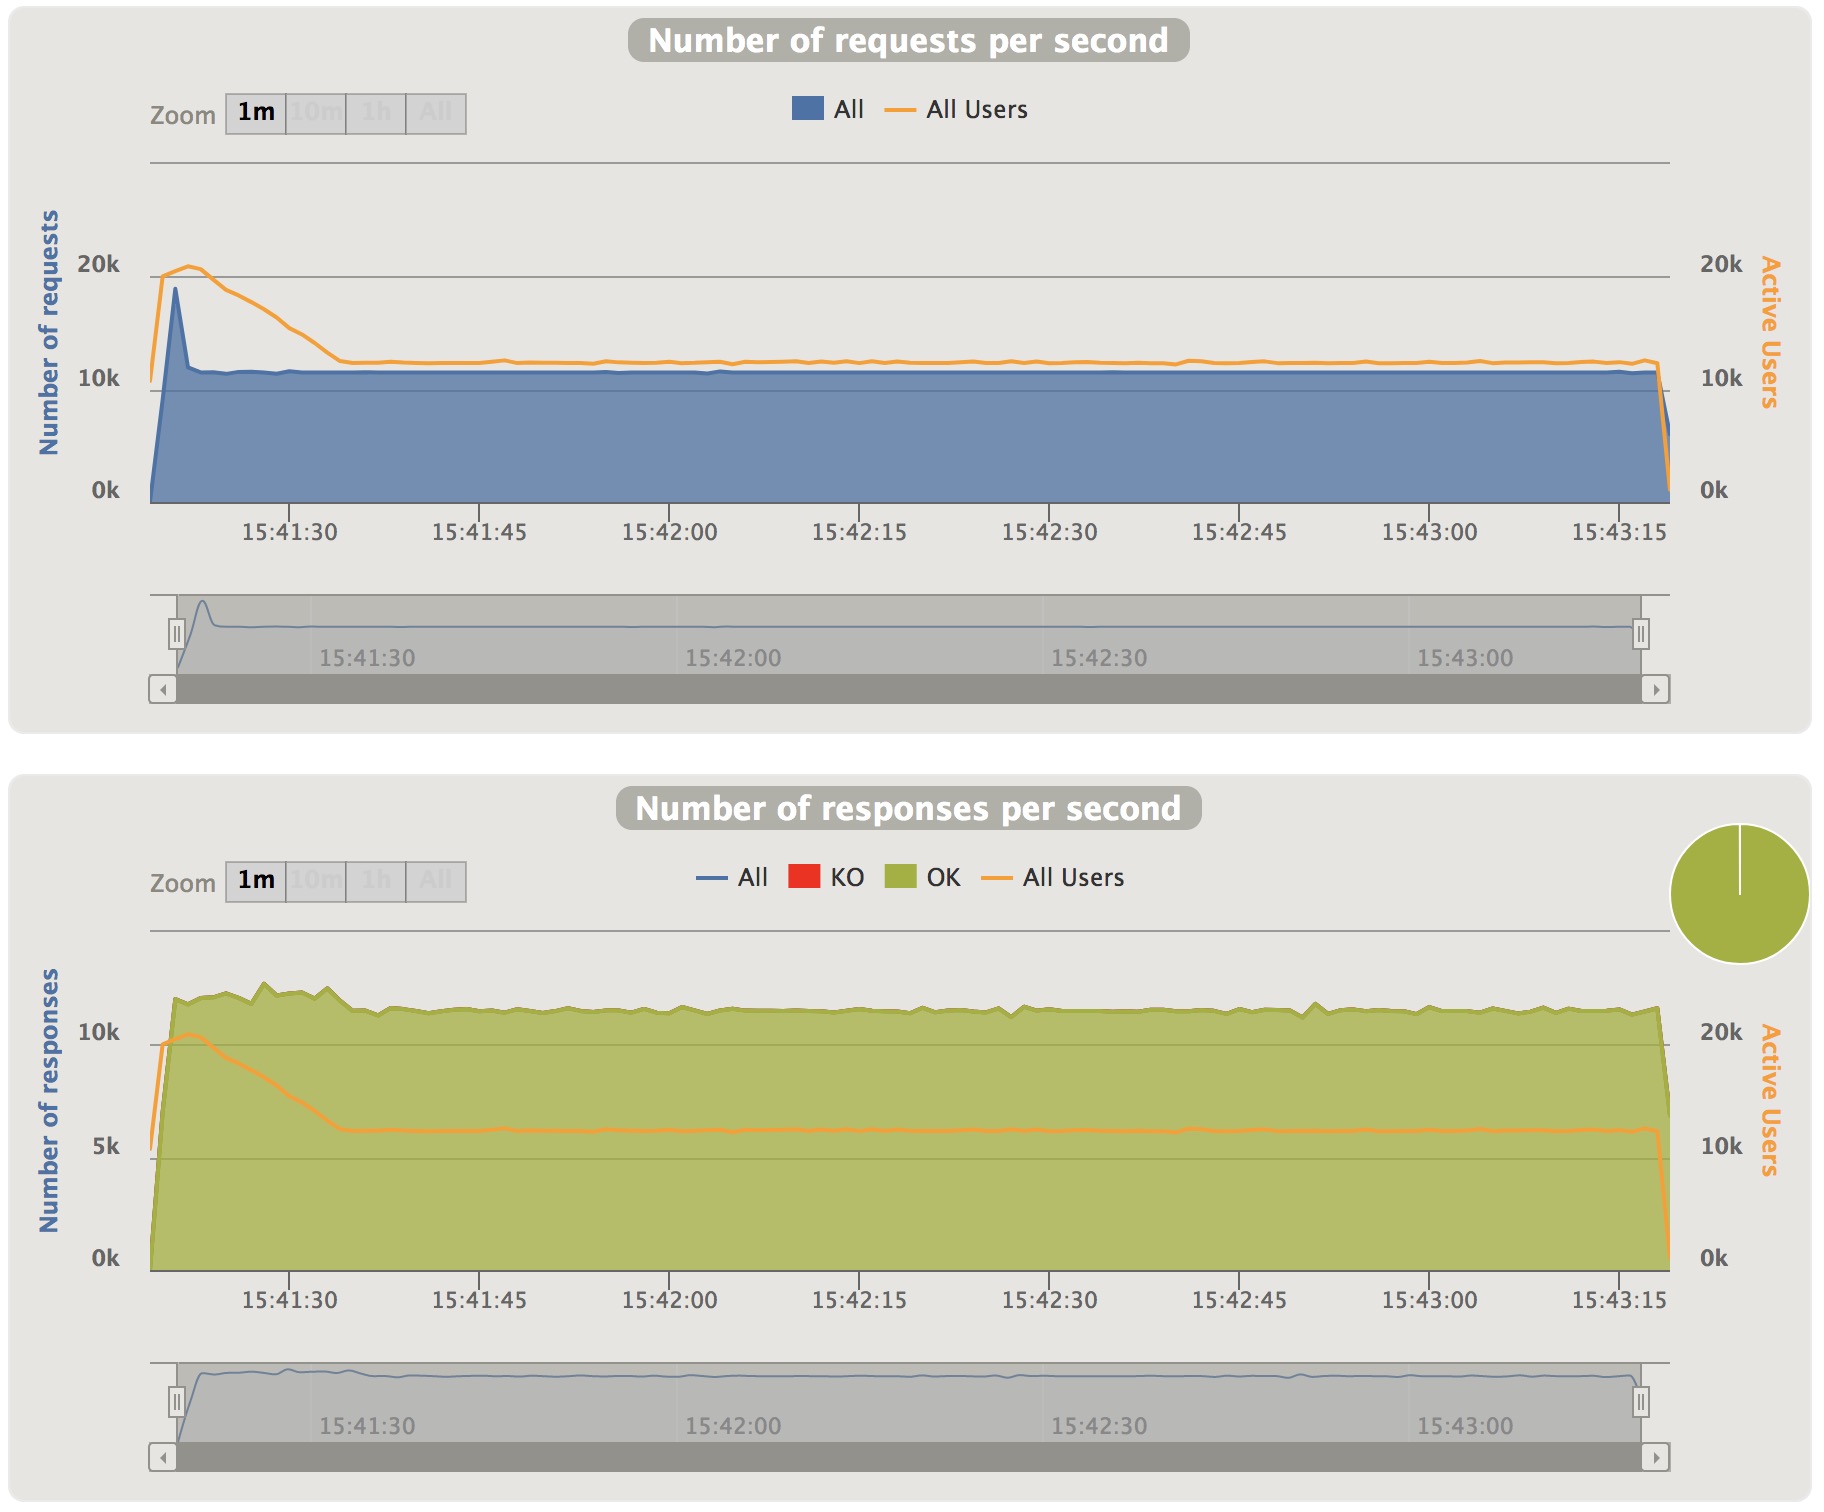 Number of requests per second
Zoom 1m 10m 1h All
All All Users
Number of requests
Active Users
20k 20k
10k 10k
0k 0k
15:41:30 15:41:45 15:42:00 15:42:15 15:42:30 15:42:45 15:43:00 15:43:15
15:41:30 15:42:00 15:42:30 15:43:00
Number of responses per second
Zoom 1m 10m 1h All
All KO OK All Users
Number of responses
Active Users
10k 20k
5k 10k
0k 0k
15:41:30 15:41:45 15:42:00 15:42:15 15:42:30 15:42:45 15:43:00 15:43:15
15:41:30 15:42:00 15:42:30 15:43:00